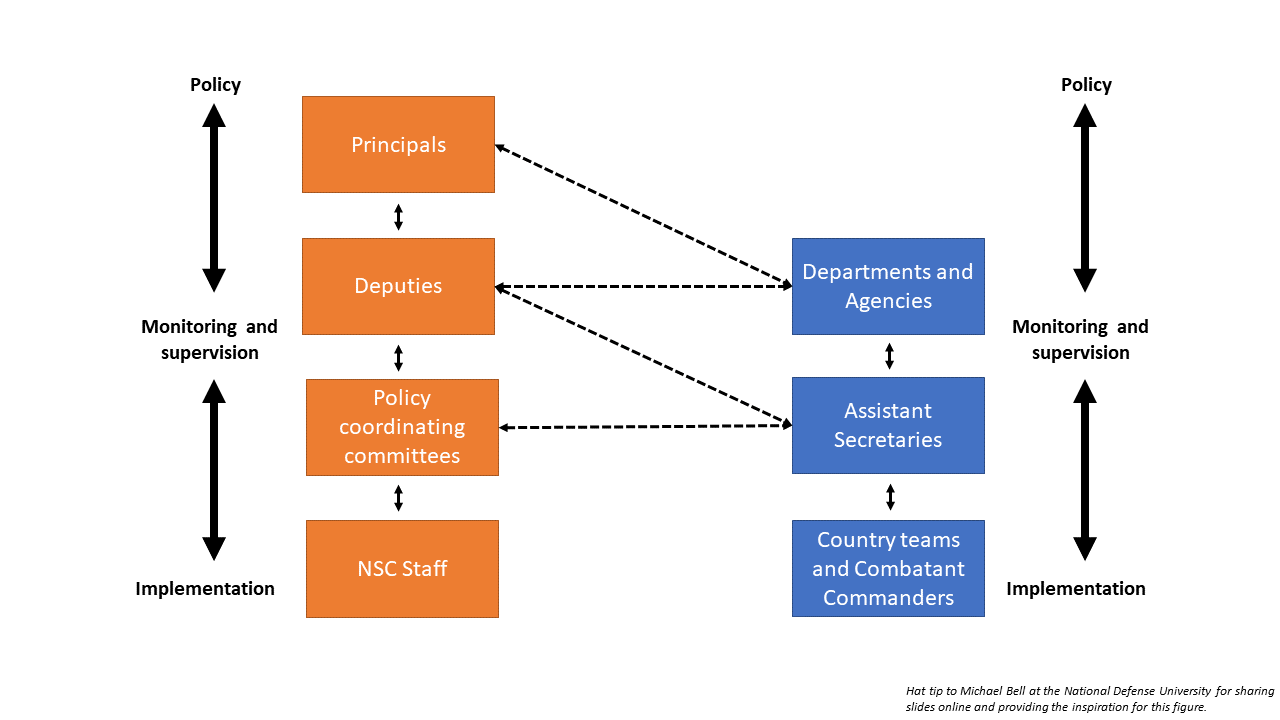 Policy
Policy
Principals
Deputies
Departments and
Agencies
Monitoring and
supervision
Monitoring and
supervision
Policy
coordinating
committees
Assistant
Secretaries
NSC Staff
Country teams
and Combatant
Commanders
Implementation
Implementation
Hat tip to Michael Bell at the National Defense University for sharing
slides online and providing the inspiration for this figure.